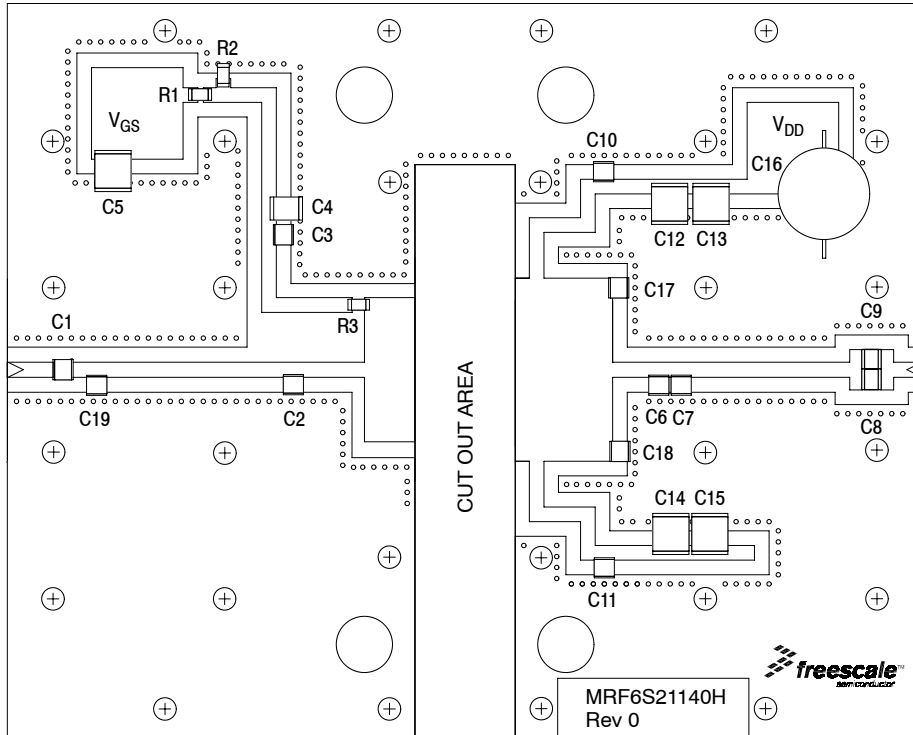 R2
R1
VGS
C5
C4
C3
R3
C1
C19
C2
CUT OUT AREA
C10
VDD
C16
C12
C13
C17
C9
C6
C7
C8
C18
C14
C15
C11
freescale™
semiconductor
MRF6S21140H
Rev 0